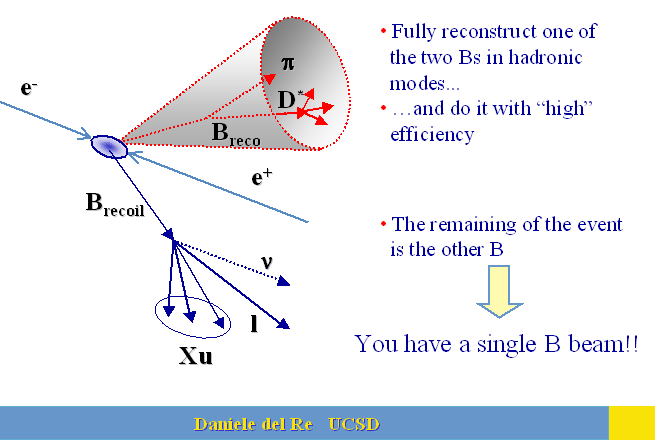 • Fully reconstruct one of
the two Bs in hadronic
modes...
• …and do it with “high”
efficiency
• The remaining of the event
is the other B
You have a single B beam!!
e-
π
D*
Breco
e+
Brecoil
ν
l
Xu
Daniele del Re UCSD